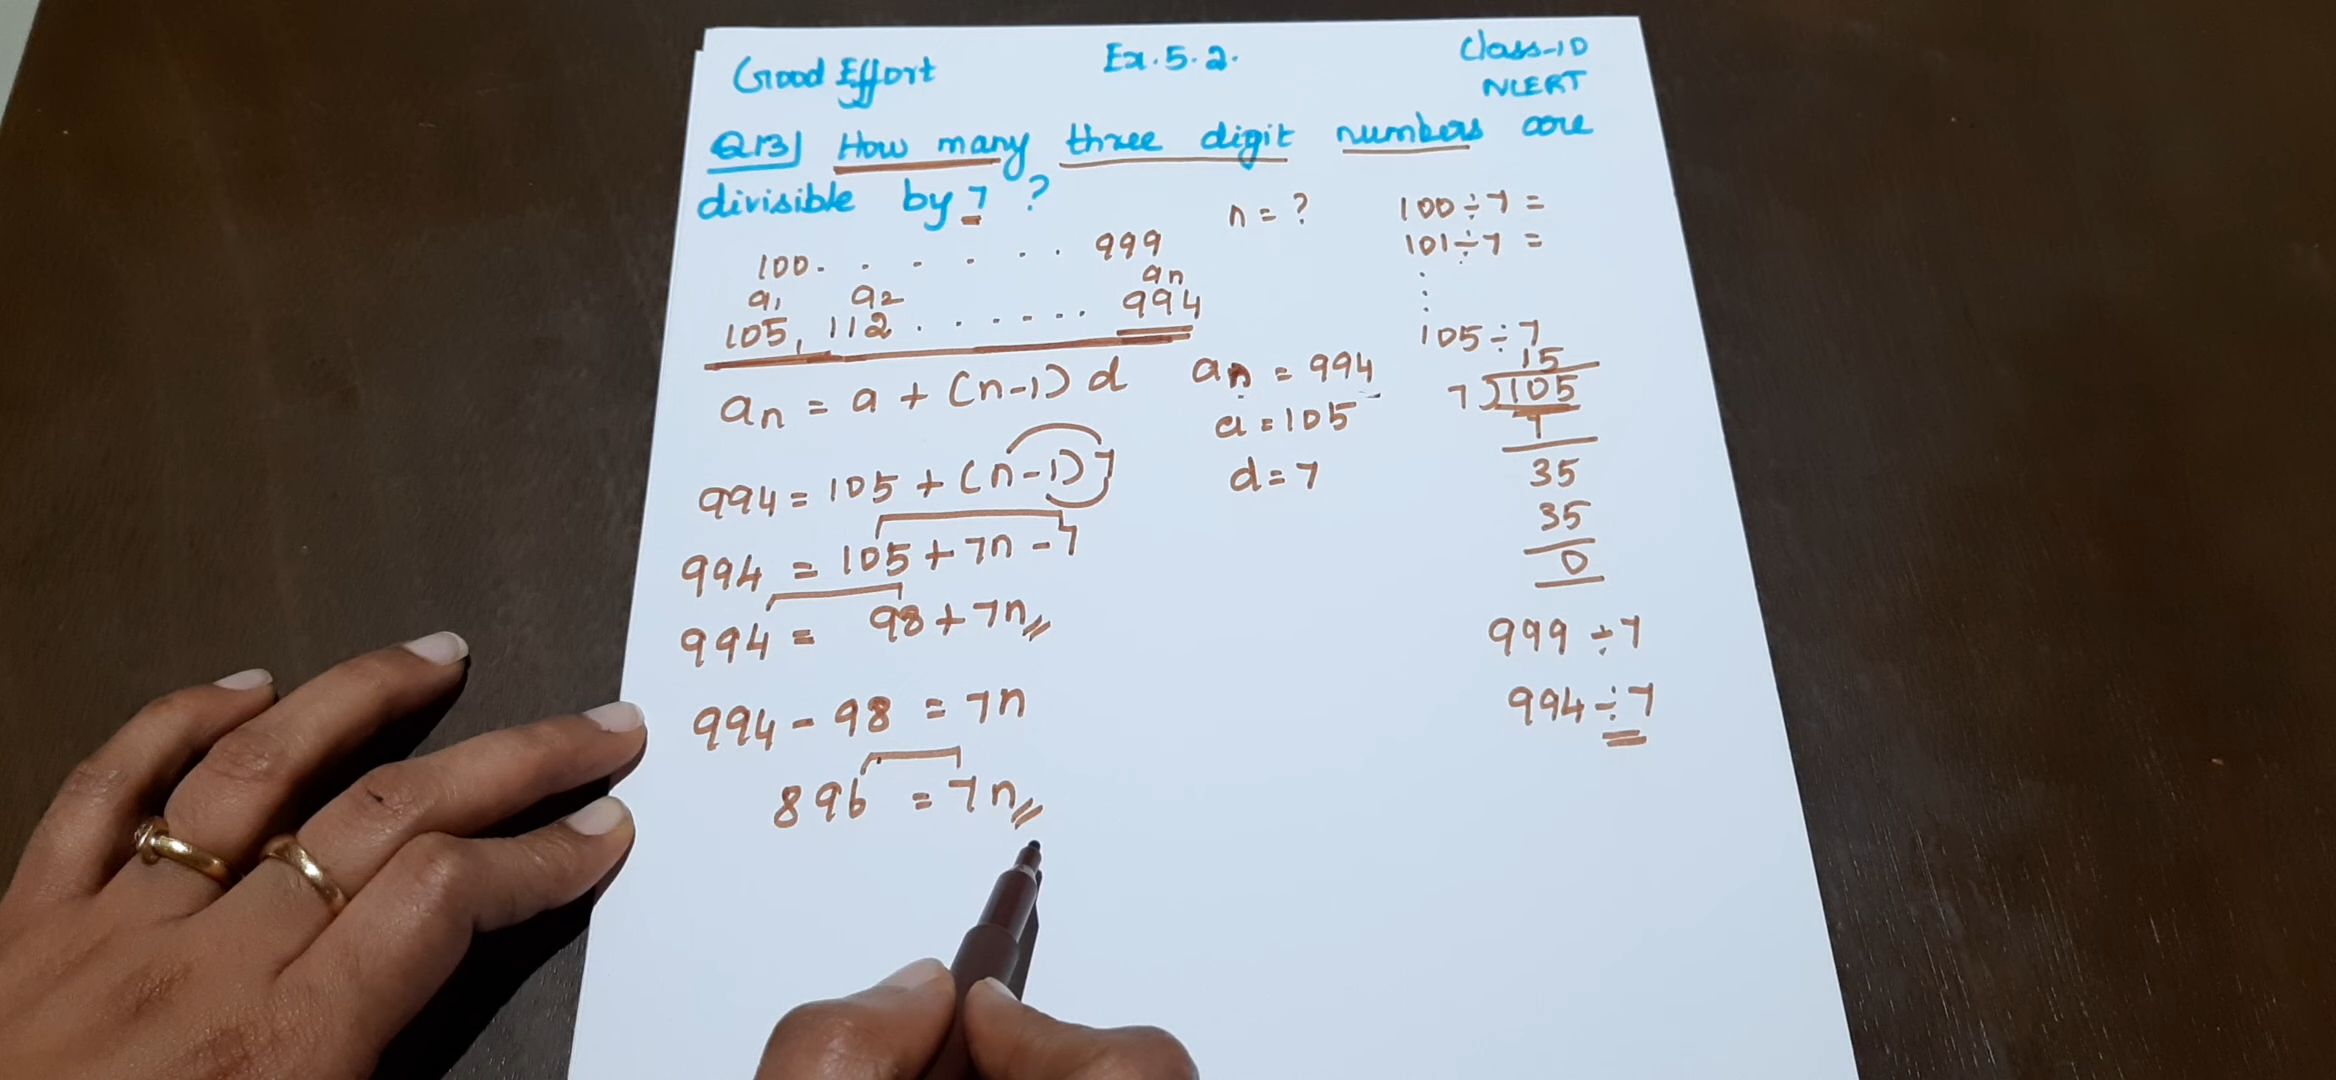 Good Effort Ex.5.2. Class-10
NCERT
Q13) How many three digit numbers are
divisible by 7 ?
n = ?
100 . . . . . . 999
a1 a2 an
105, 112 . . . . . . 994
an = a + (n-1) d
994 = 105 + (n-1)7
994 = 105 + 7n - 7
994 = 98 + 7n
994 - 98 = 7n
896 = 7n
an = 994
a = 105
d = 7
100 ÷ 7 =
101 ÷ 7 =
:
:
105 ÷ 7
15
7)105
7
35
35
0
999 ÷ 7
994 ÷ 7